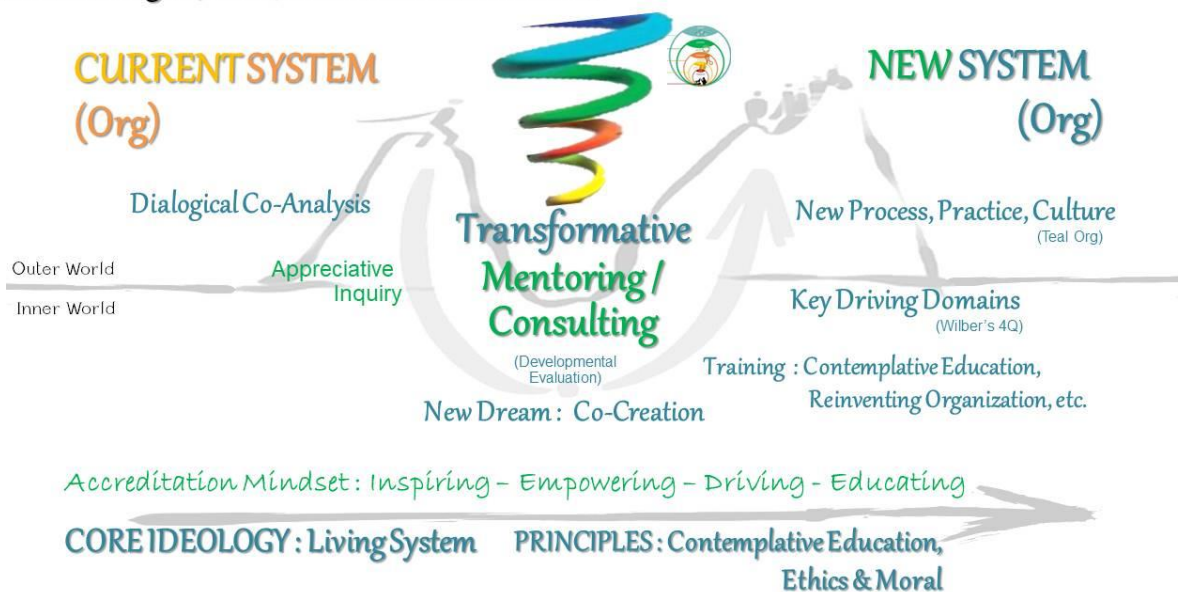 CURRENT SYSTEM
(Org)
NEW SYSTEM
(Org)
Dialogical Co-Analysis
New Process, Practice, Culture
(Teal Org)
Transformative
Mentoring /
Consulting
(Developmental
Evaluation)
Outer World
Inner World
Appreciative
Inquiry
Key Driving Domains
(Wilber's 4Q)
Training : Contemplative Education,
Reinventing Organization, etc.
New Dream : Co-Creation
Accreditation Mindset : Inspiring – Empowering – Driving - Educating
CORE IDEOLOGY : Living System
PRINCIPLES : Contemplative Education,
Ethics & Moral